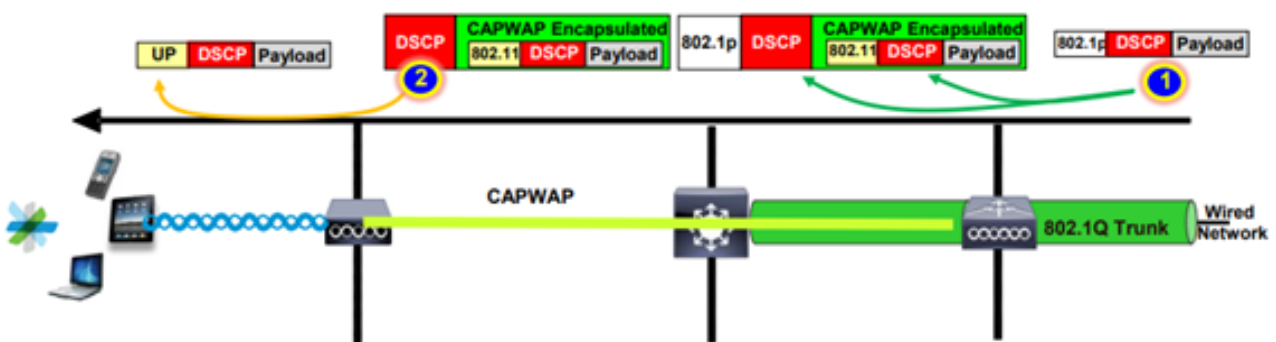 UP DSCP Payload
DSCP CAPWAP Encapsulated
802.11 DSCP Payload
2
802.1p DSCP CAPWAP Encapsulated
802.11 DSCP Payload
802.1p DSCP Payload
1
CAPWAP
802.1Q Trunk
Wired
Network